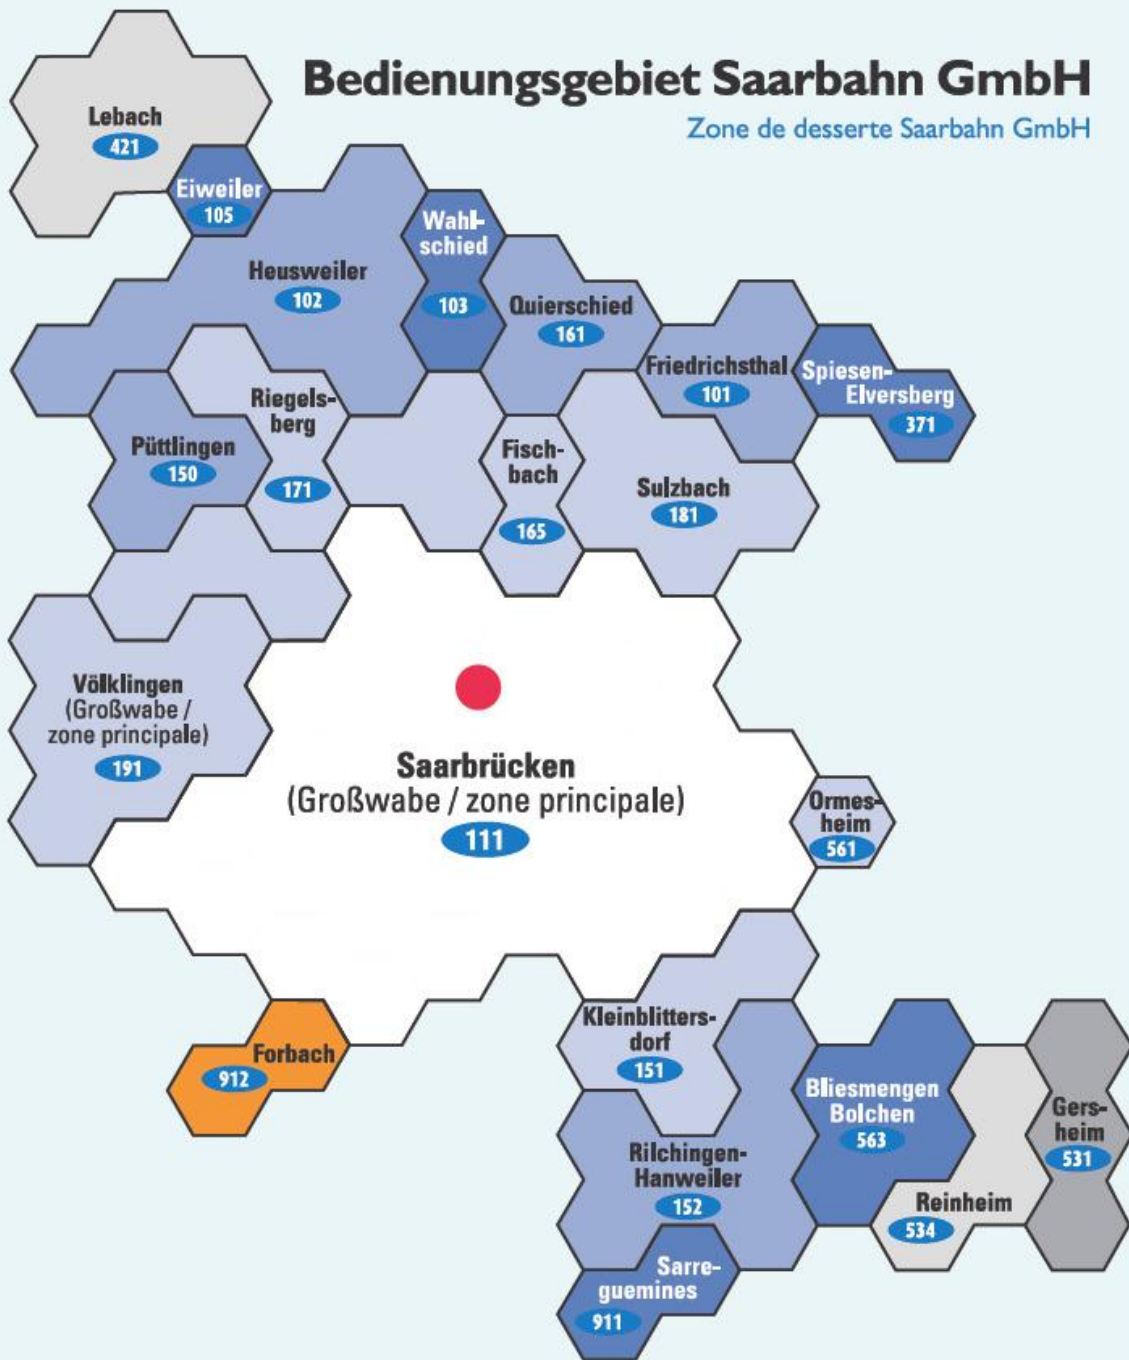 Bedienungsgebiet Saarbahn GmbH
Zone de desserte Saarbahn GmbH
Lebach
421
Eiweiler
105
Wahl-
schied
103
Heusweiler
102
Quierschied
161
Friedrichsthal
101
Spiesen-
Elversberg
371
Riegels-
berg
171
Püttlingen
150
Fisch-
bach
165
Sulzbach
181
Völklingen
(Großwabe /
zone principale)
191
Saarbrücken
(Großwabe / zone principale)
111
Ormes-
heim
561
Forbach
912
Kleinblitters-
dorf
151
Bliesmengen
Bolchen
563
Gers-
heim
531
Rilchingen-
Hanweiler
152
Reinheim
534
Sarre-
guemines
911